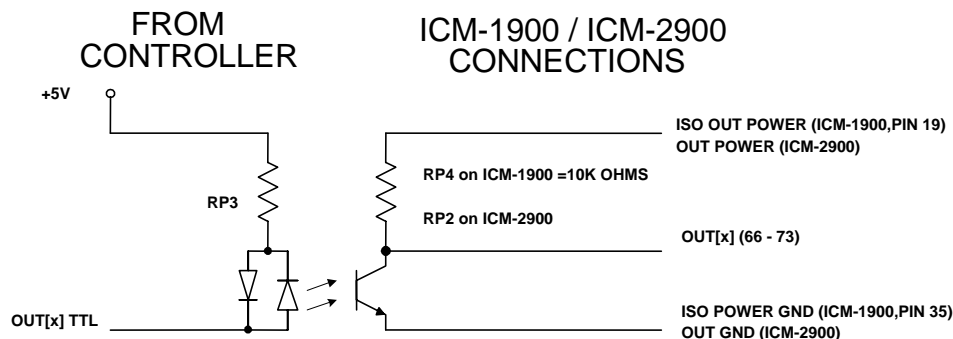 FROM
CONTROLLER
ICM-1900 / ICM-2900
CONNECTIONS
+5V
ISO OUT POWER (ICM-1900,PIN 19)
OUT POWER (ICM-2900)
RP4 on ICM-1900 =10K OHMS
RP3
RP2 on ICM-2900
OUT[x] (66 - 73)
OUT[x] TTL
ISO POWER GND (ICM-1900,PIN 35)
OUT GND (ICM-2900)